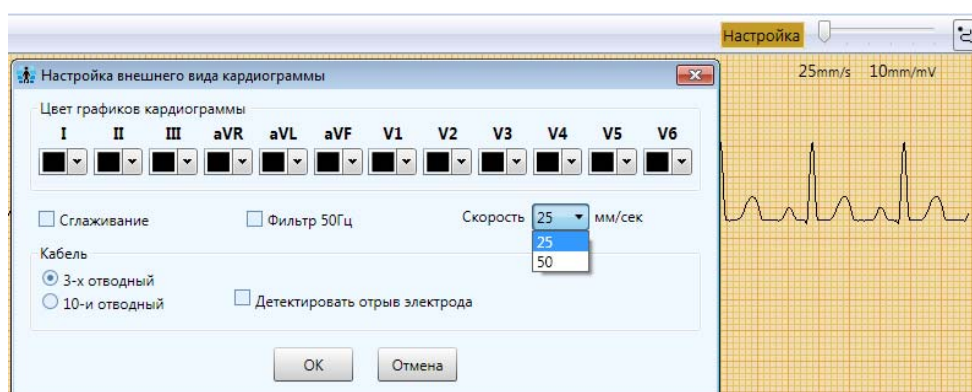 Настройка
25mm/s 10mm/mV
Настройка внешнего вида кардиограммы
Цвет графиков кардиограммы
I II III aVR aVL aVF V1 V2 V3 V4 V5 V6
Сглаживание Фильтр 50Гц Скорость 25 мм/сек
25
50
Кабель
3-х отводный
10-и отводный Детектировать отрыв электрода
ОК Отмена